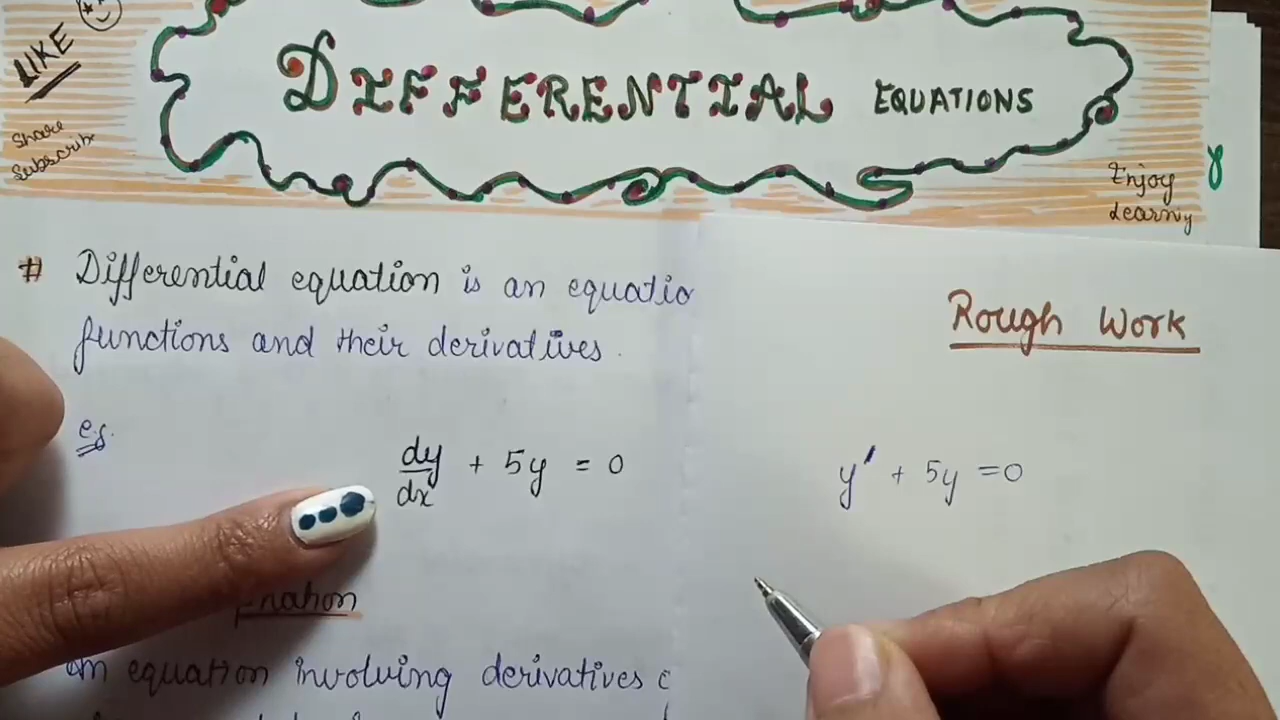 LIKE
Share
Subscribe
DIFFERENTIAL EQUATIONS
Enjoy
Learning
# Differential equation is an equatio
functions and their derivatives.
Rough Work
eg.
dy/dx + 5y = 0
y' + 5y = 0
nation
an equation involving derivatives